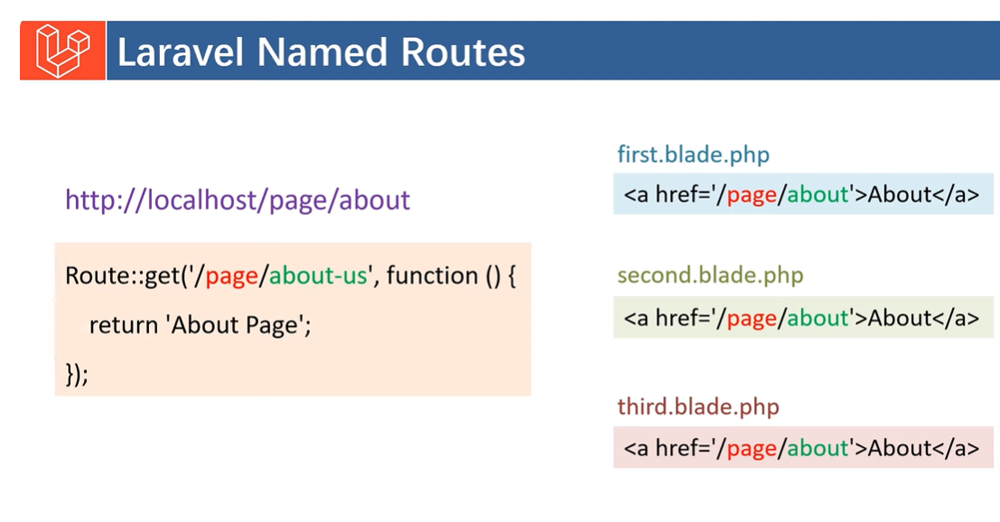 Laravel Named Routes
http://localhost/page/about
Route::get('/page/about-us', function () {
return 'About Page';
});
first.blade.php
<a href='/page/about'>About</a>
second.blade.php
<a href='/page/about'>About</a>
third.blade.php
<a href='/page/about'>About</a>